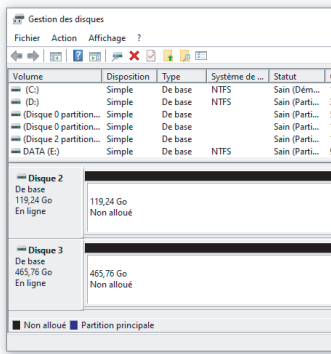 Gestion des disques
Fichier Action Affichage ?
Volume Disposition Type Système de ... Statut
(C:) Simple De base NTFS Sain (Dém...
(D:) Simple De base NTFS Sain (Parti...
(Disque 0 partition... Simple De base Sain (Parti...
(Disque 0 partition... Simple De base Sain (Parti...
(Disque 2 partition... Simple De base Sain (Parti...
DATA (E:) Simple De base NTFS Sain (Parti...
Disque 2
De base
119,24 Go
En ligne
119,24 Go
Non alloué
Disque 3
De base
465,76 Go
En ligne
465,76 Go
Non alloué
Non alloué Partition principale